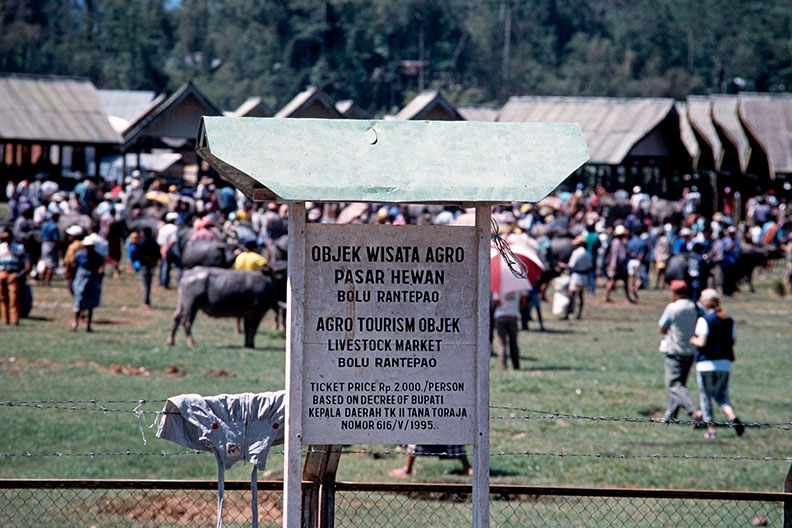 OBJEK WISATA AGRO
PASAR HEWAN
BOLU RANTEPAO
AGRO TOURISM OBJEK
LIVESTOCK MARKET
BOLU RANTEPAO
TICKET PRICE Rp. 2.000./PERSON
BASED ON DECREE OF BUPATI
KEPALA DAERAH TK II TANA TORAJA
NOMOR 616/V/1995.